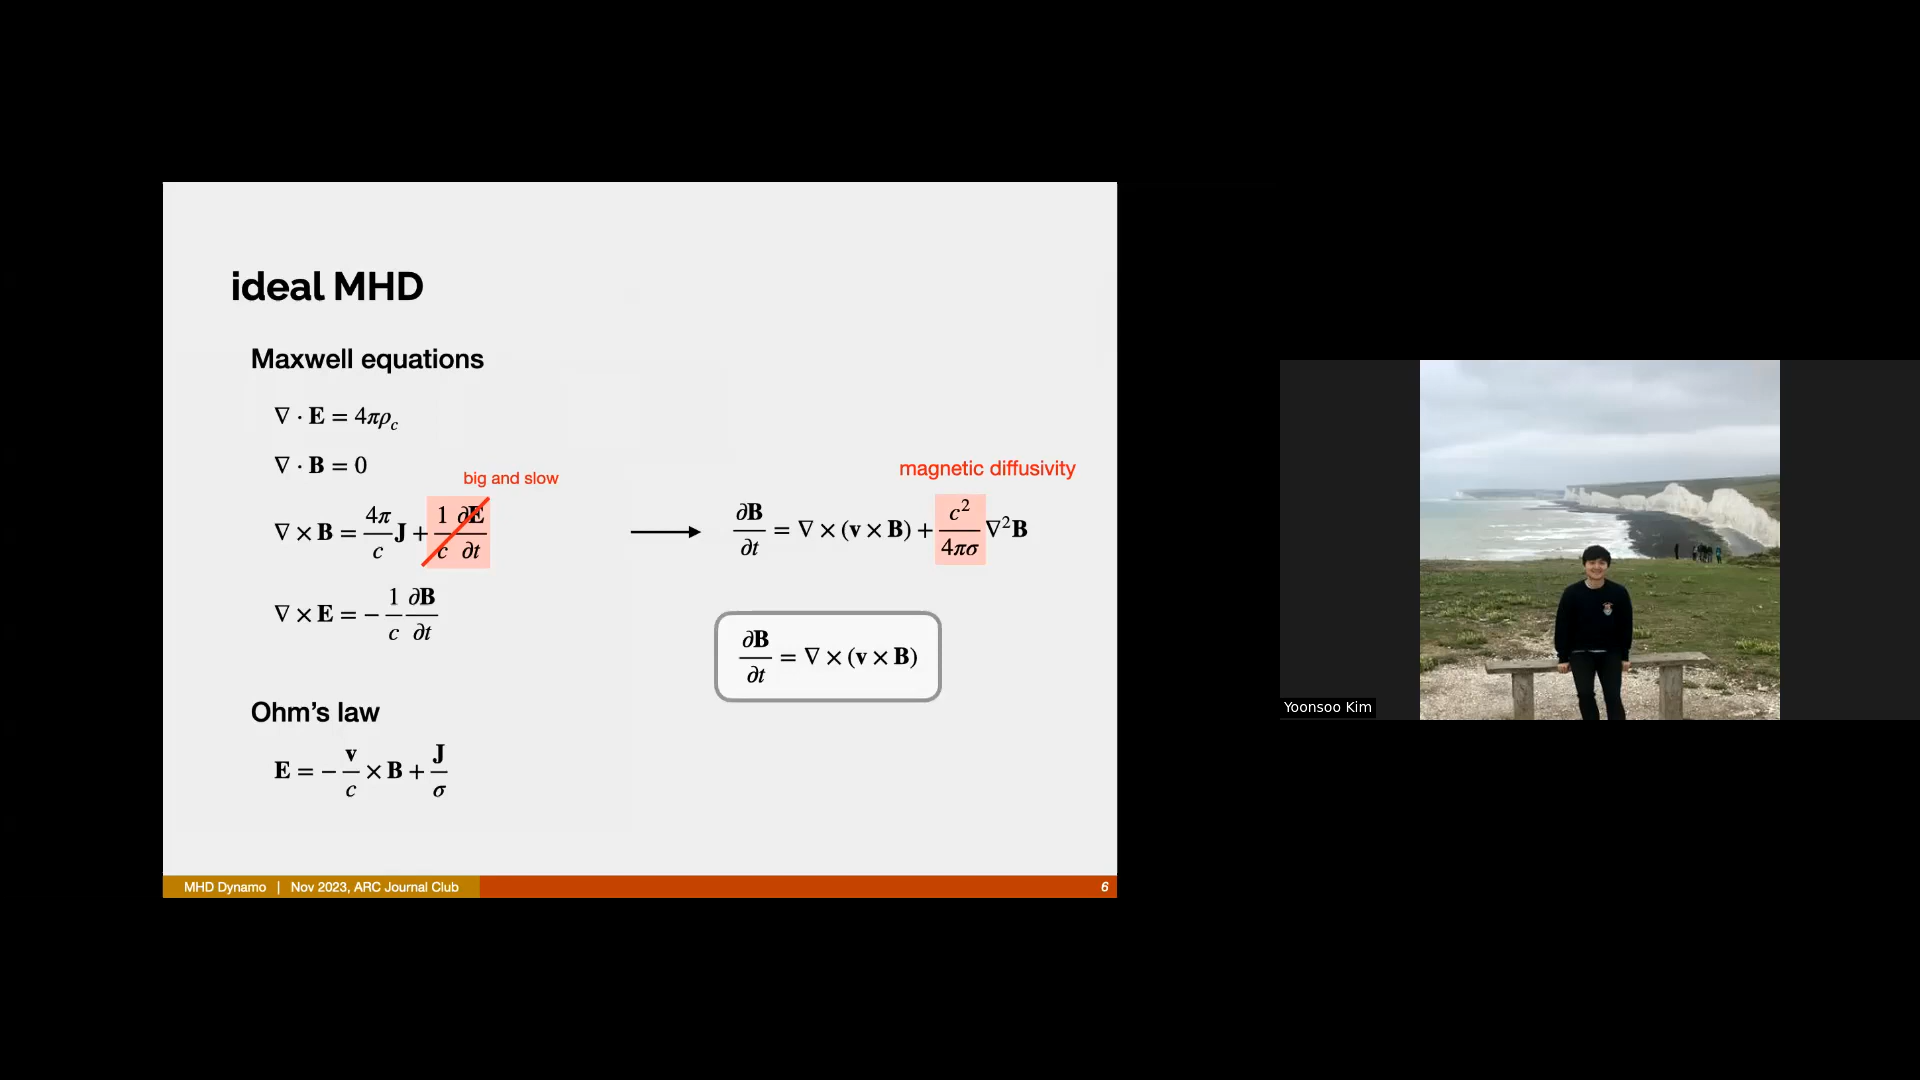 ideal MHD
Maxwell equations
∇ · E = 4πρ_c
∇ · B = 0
big and slow
∇ × B = 4π/c J + 1/c ∂E/∂t
∇ × E = − 1/c ∂B/∂t
Ohm's law
E = − v/c × B + J/σ
magnetic diffusivity
∂B/∂t = ∇ × (v × B) + c²/4πσ ∇²B
∂B/∂t = ∇ × (v × B)
MHD Dynamo | Nov 2023, ARC Journal Club
6
Yoonsoo Kim